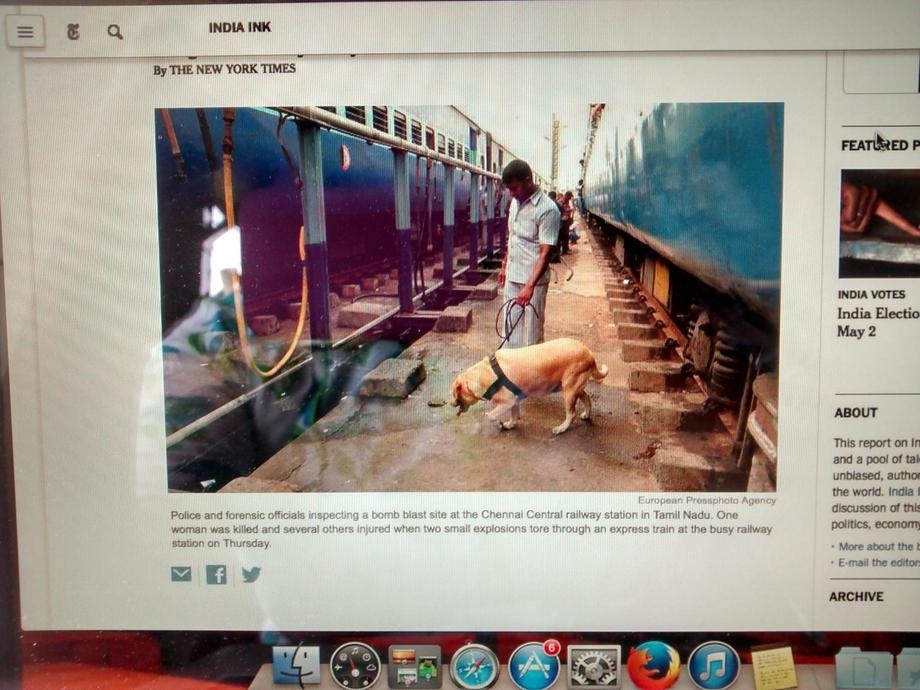 INDIA INK
By THE NEW YORK TIMES
European Pressphoto Agency
Police and forensic officials inspecting a bomb blast site at the Chennai Central railway station in Tamil Nadu. One
woman was killed and several others injured when two small explosions tore through an express train at the busy railway
station on Thursday.
FEATURED P
INDIA VOTES
India Electio
May 2
ABOUT
This report on In
and a pool of tal
unbiased, autho
the world. India I
discussion of this
politics, economy
• More about the b
• E-mail the editor
ARCHIVE
6